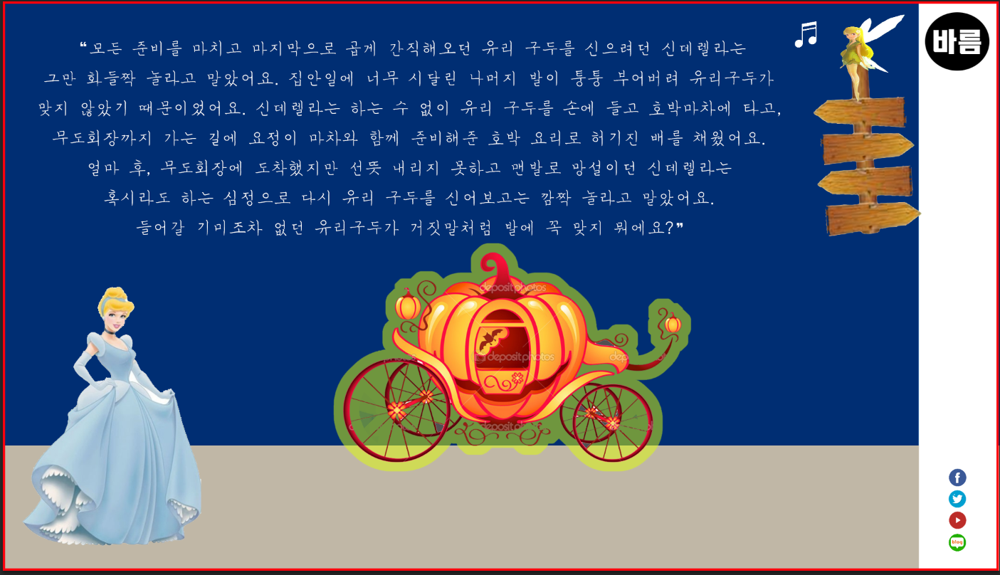 ❝모든 준비를 마치고 마지막으로 곱게 간직해오던 유리 구두를 신으려던 신데렐라는
그만 화들짝 놀라고 말았어요. 집안일에 너무 시달린 나머지 발이 퉁퉁 부어버려 유리구두가
맞지 않았기 때문이었어요. 신데렐라는 하는 수 없이 유리 구두를 손에 들고 호박마차에 타고,
무도회장까지 가는 길에 요정이 마차와 함께 준비해준 호박 요리로 허기진 배를 채웠어요.
얼마 후, 무도회장에 도착했지만 선뜻 내리지 못하고 맨발로 망설이던 신데렐라는
혹시라도 하는 심정으로 다시 유리 구두를 신어보고는 깜짝 놀라고 말았어요.
들어갈 기미조차 없던 유리구두가 거짓말처럼 발에 꼭 맞지 뭐에요?❞
바름
depositphotos
depositphotos
dep
depositphotos
blog